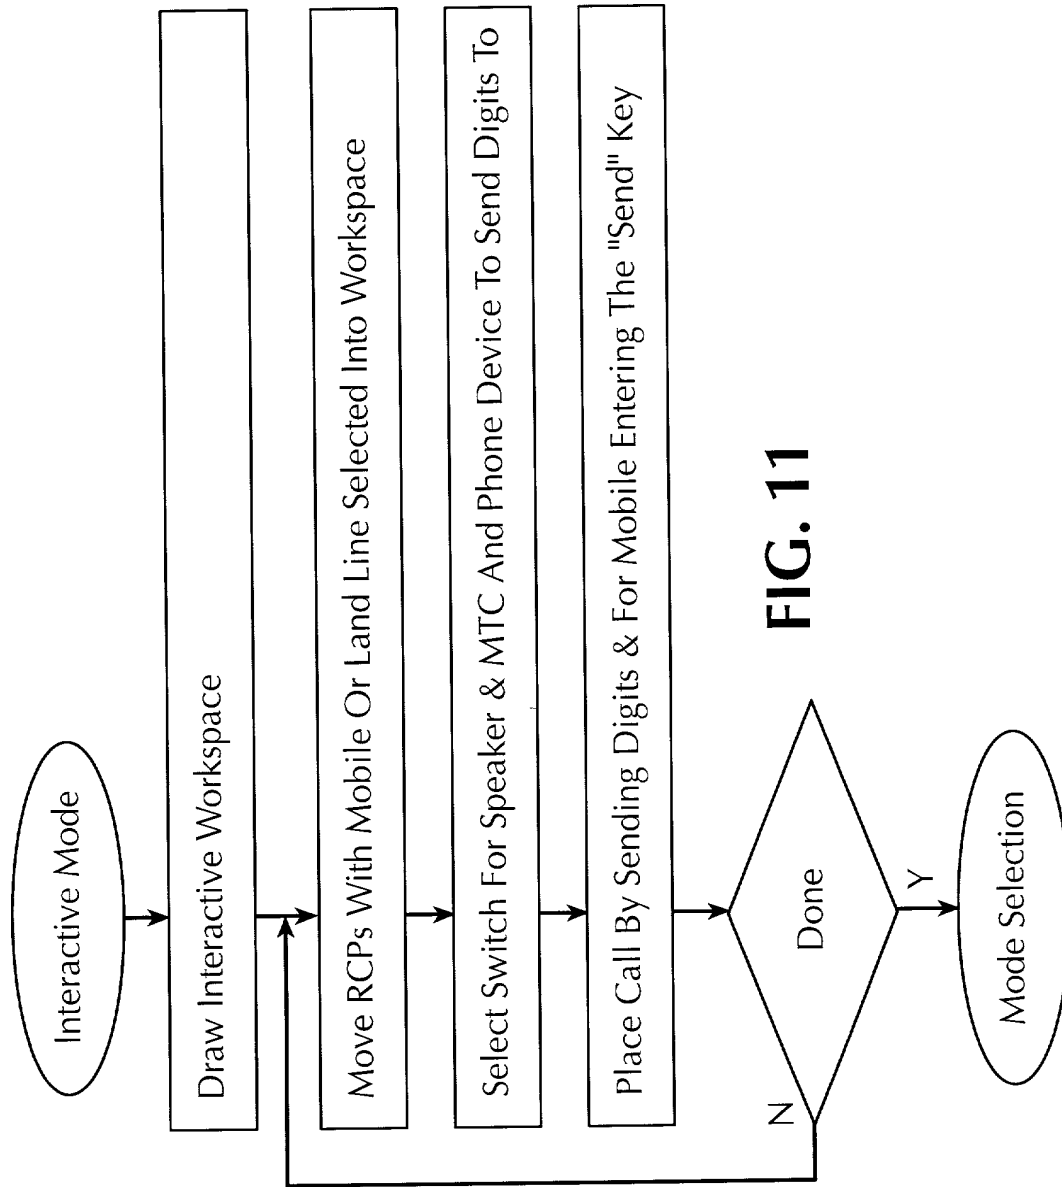 Interactive Mode
Draw Interactive Workspace
Move RCPs With Mobile Or Land Line Selected Into Workspace
Select Switch For Speaker & MTC And Phone Device To Send Digits To
Place Call By Sending Digits & For Mobile Entering The "Send" Key
Done
N
Y
Mode Selection
FIG. 11